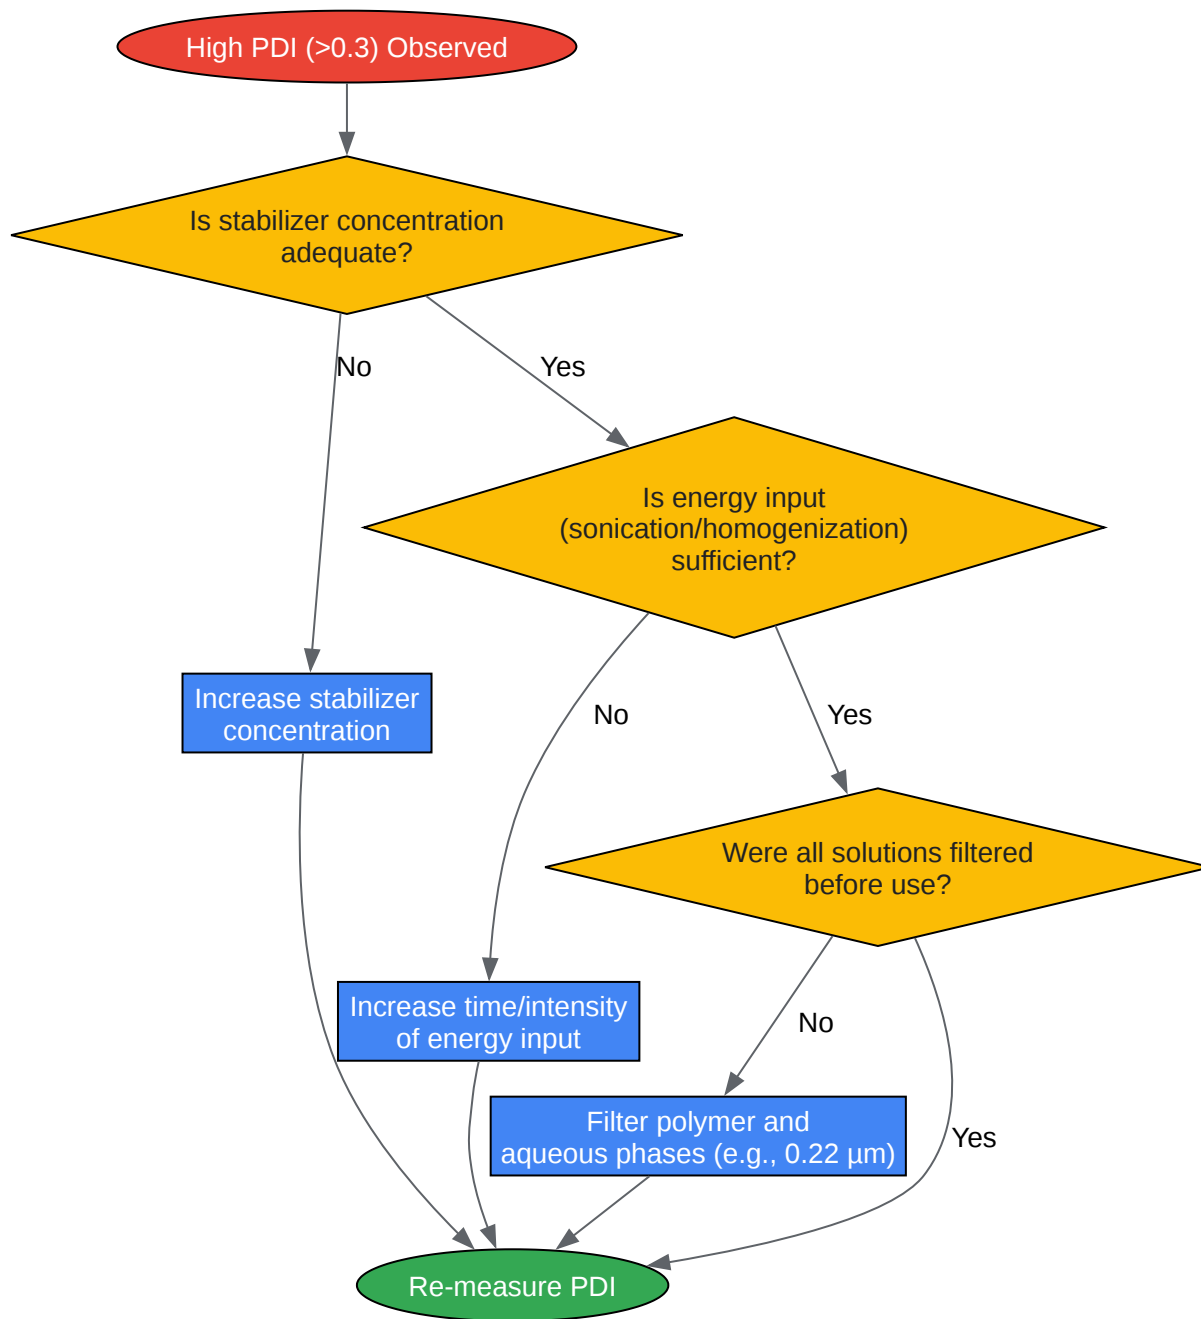 High PDI (>0.3) Observed
Is stabilizer concentration
adequate?
No
Yes
Is energy input
(sonication/homogenization)
sufficient?
Increase stabilizer
concentration
No
Yes
Were all solutions filtered
before use?
Increase time/intensity
of energy input
No
Filter polymer and
aqueous phases (e.g., 0.22 µm)
Yes
Re-measure PDI